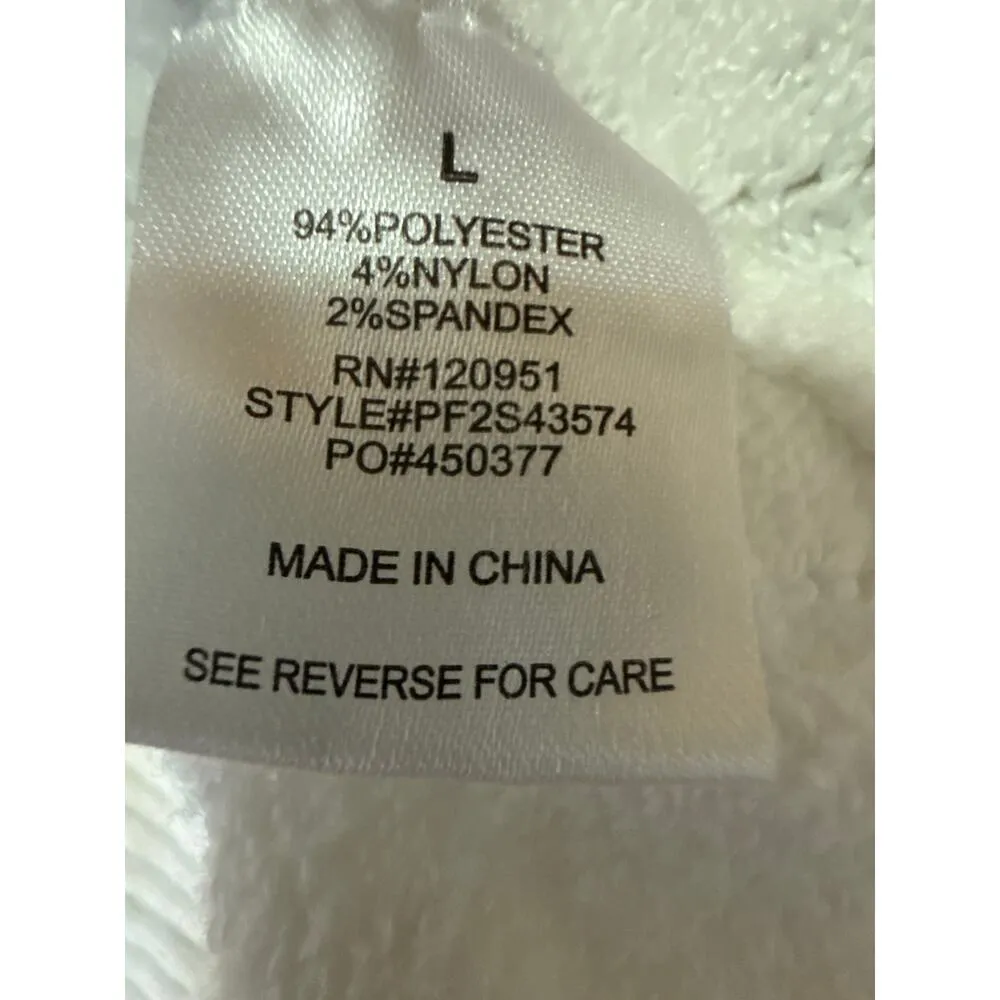 L
94%POLYESTER
4%NYLON
2%SPANDEX
RN#120951
STYLE#PF2S43574
PO#450377
MADE IN CHINA
SEE REVERSE FOR CARE